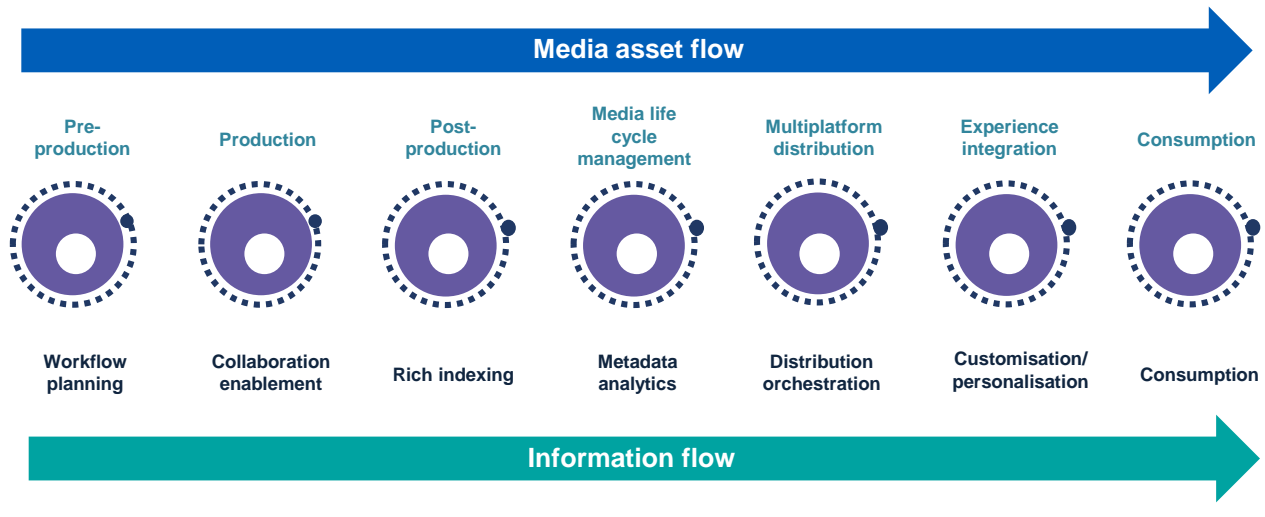 Media asset flow
Pre-
production
Production
Post-
production
Media life
cycle
management
Multiplatform
distribution
Experience
integration
Consumption
Workflow
planning
Collaboration
enablement
Rich indexing
Metadata
analytics
Distribution
orchestration
Customisation/
personalisation
Consumption
Information flow